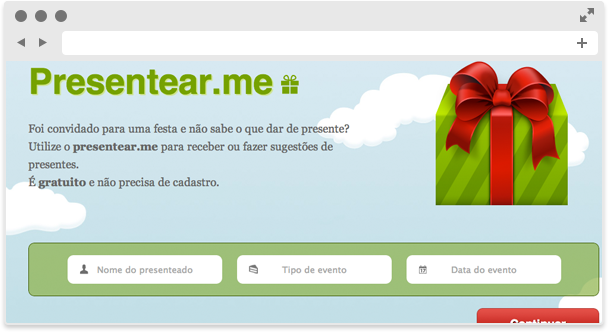 Presentear.me
Foi convidado para uma festa e não sabe o que dar de presente?
Utilize o presentear.me para receber ou fazer sugestões de
presentes.
É gratuito e não precisa de cadastro.
Nome do presenteado
Tipo de evento
Data do evento
Continuar